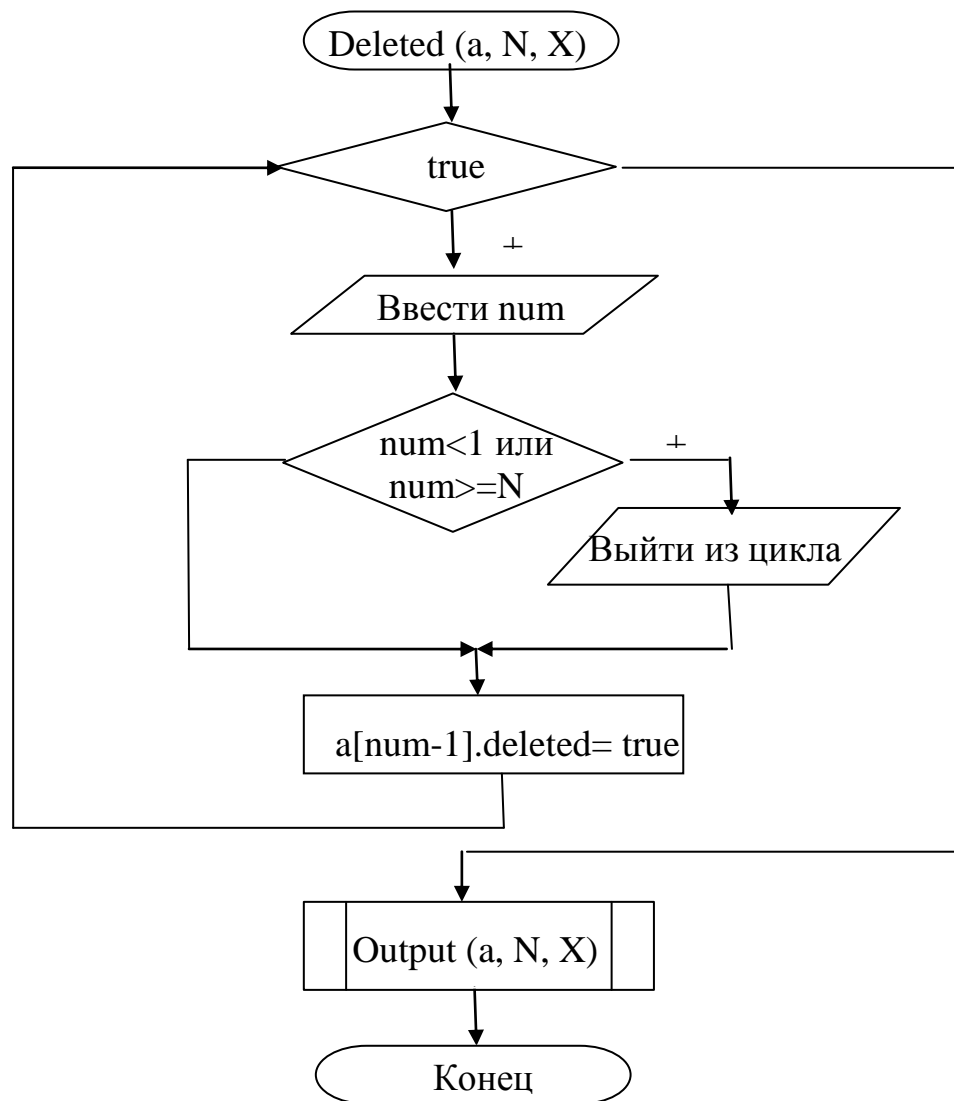 Deleted (a, N, X)
true
+
Ввести num
num<1 или
num>=N
+
Выйти из цикла
a[num-1].deleted= true
Output (a, N, X)
Конец